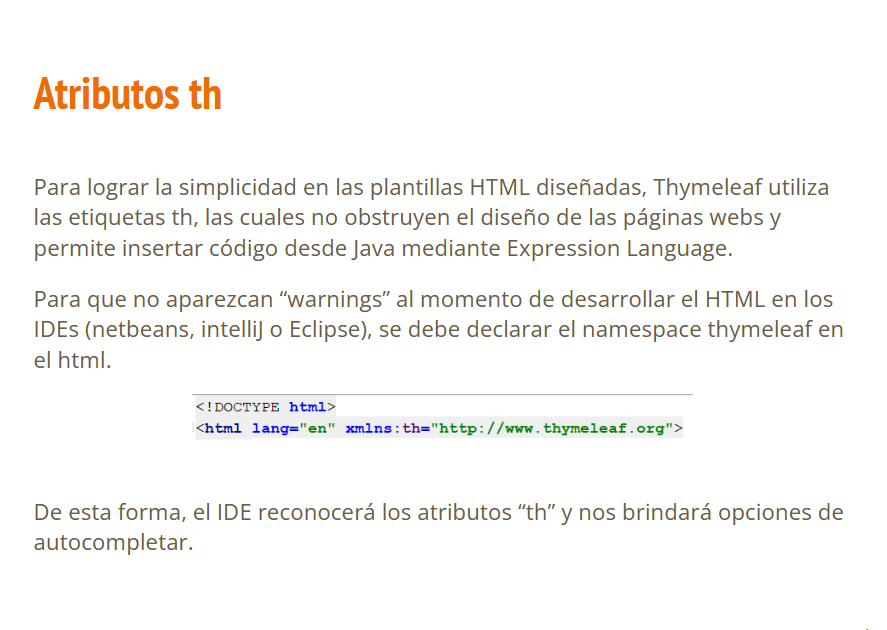 Atributos th
Para lograr la simplicidad en las plantillas HTML diseñadas, Thymeleaf utiliza
las etiquetas th, las cuales no obstruyen el diseño de las páginas webs y
permite insertar código desde Java mediante Expression Language.
Para que no aparezcan “warnings” al momento de desarrollar el HTML en los
IDEs (netbeans, intelliJ o Eclipse), se debe declarar el namespace thymeleaf en
el html.
<!DOCTYPE html>
<html lang="en" xmlns:th="http://www.thymeleaf.org">
De esta forma, el IDE reconocerá los atributos “th” y nos brindará opciones de
autocompletar.